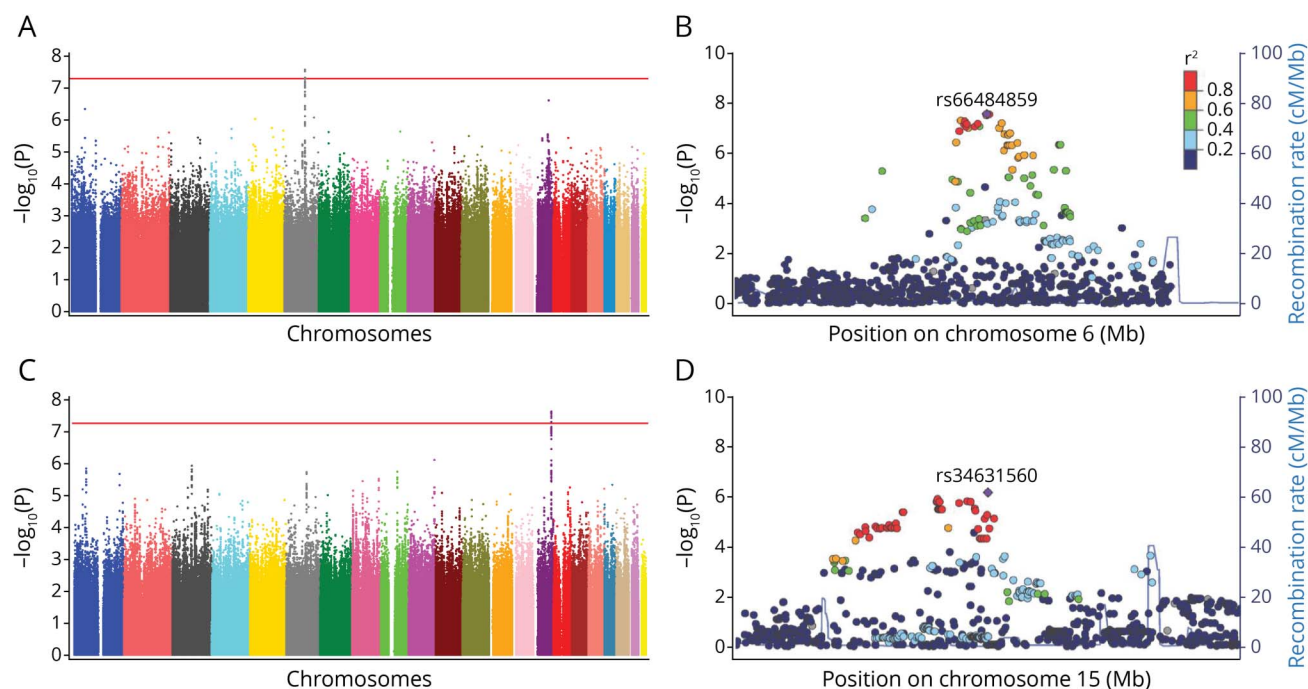 A
8
7
6
5
4
3
2
1
0
−log₁₀(P)
Chromosomes
B
10
8
6
4
2
0
−log₁₀(P)
rs66484859
r²
0.8
0.6
0.4
0.2
100
80
60
40
20
0
Recombination rate (cM/Mb)
Position on chromosome 6 (Mb)
C
8
7
6
5
4
3
2
1
0
−log₁₀(P)
Chromosomes
D
10
8
6
4
2
0
−log₁₀(P)
rs34631560
100
80
60
40
20
0
Recombination rate (cM/Mb)
Position on chromosome 15 (Mb)